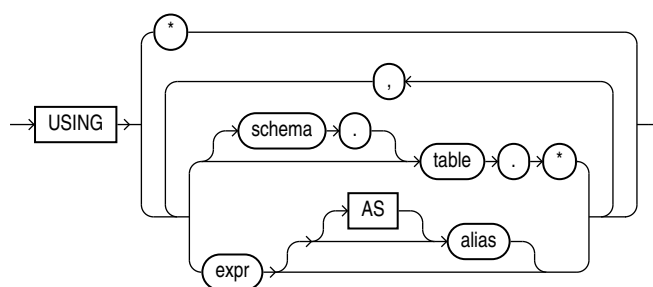 *
,
USING
schema .
table . *
AS
alias
expr